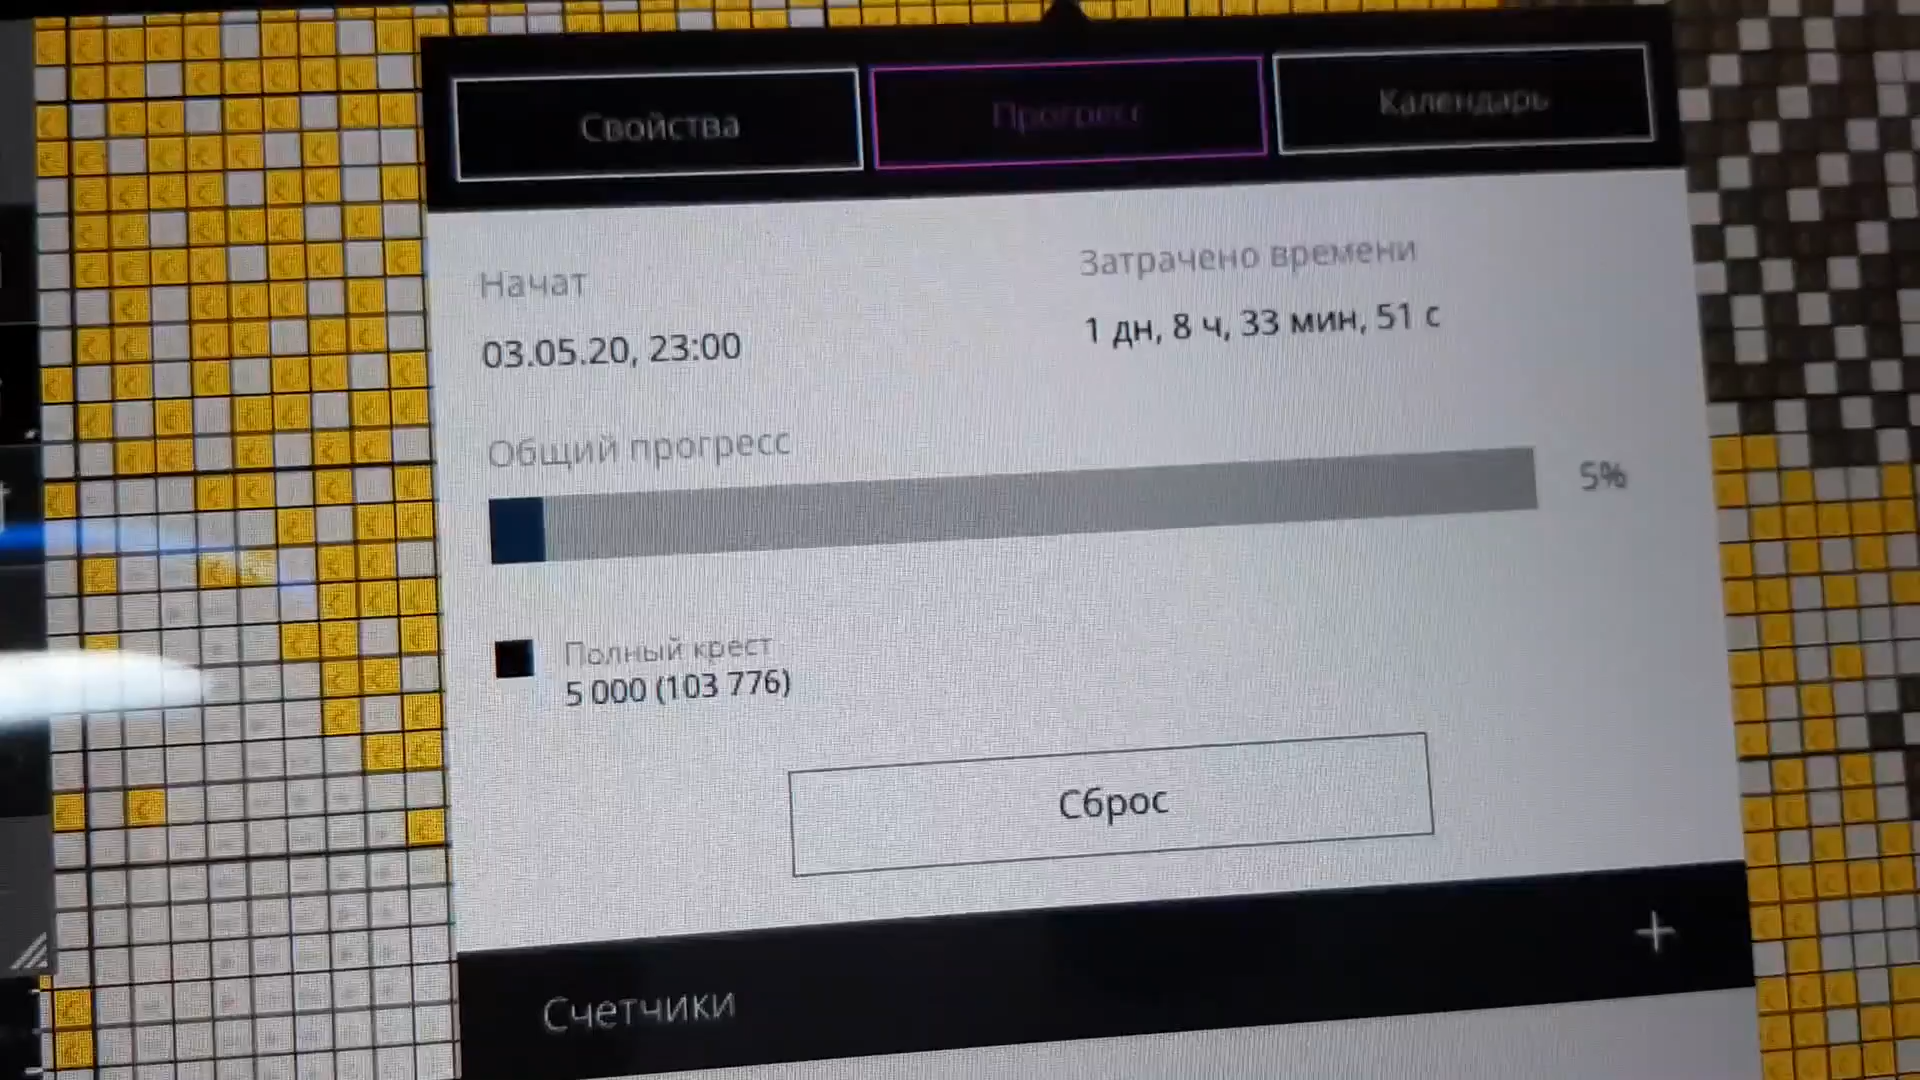 Свойства
Прогресс
Календарь
Начат
Затрачено времени
03.05.20, 23:00
1 дн, 8 ч, 33 мин, 51 с
Общий прогресс
5%
Полный крест
5 000 (103 776)
Сброс
Счетчики